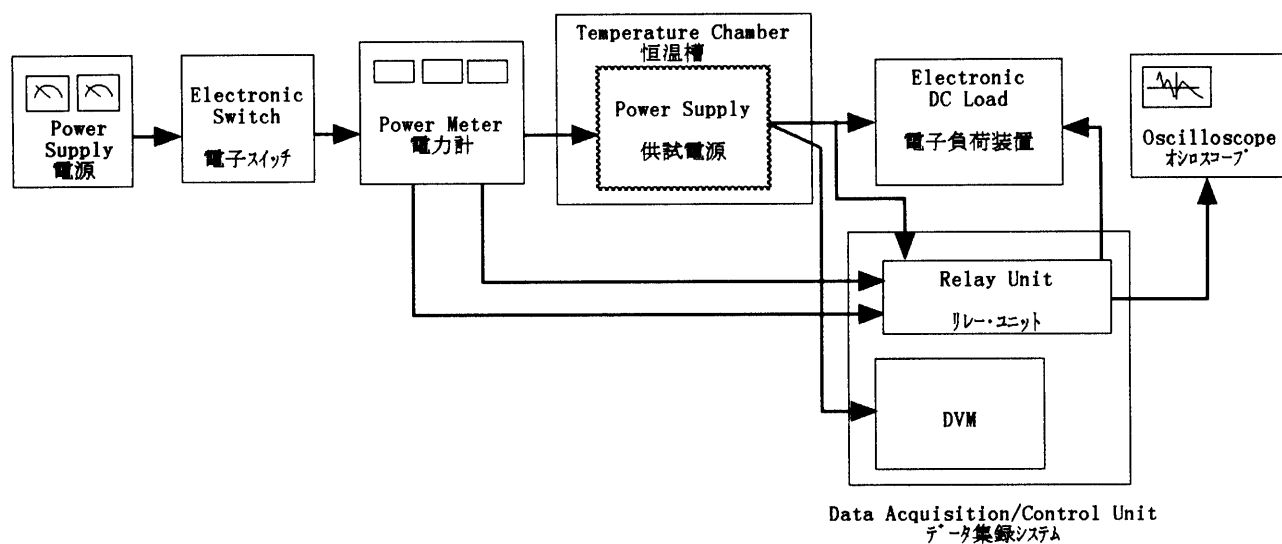 Power
Supply
電源
Electronic
Switch
電子スイッチ
Power Meter
電力計
Temperature Chamber
恒温槽
Power Supply
供試電源
Electronic
DC Load
電子負荷装置
Oscilloscope
オシロスコープ
Relay Unit
リレー・ユニット
DVM
Data Acquisition/Control Unit
データ集録システム